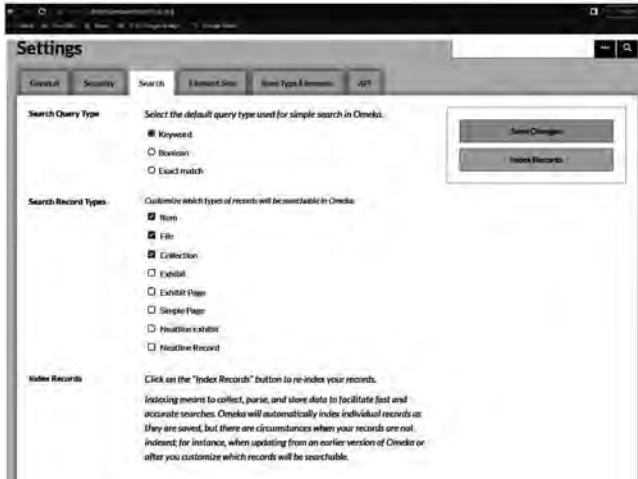 Settings
General
Security
Search
Element Sets
Item Type Elements
API
Search Query Type
Select the default query type used for simple search in Omeka.
Keyword
Boolean
Exact match
Save Changes
Index Records
Search Record Types
Customize which types of records will be searchable in Omeka.
Item
File
Collection
Exhibit
Exhibit Page
Simple Page
Neatline Exhibit
Neatline Record
Index Records
Click on the "Index Records" button to re-index your records.
Indexing means to collect, parse, and store data to facilitate fast and
accurate searches. Omeka will automatically index individual records as
they are saved, but there are circumstances when your records are not
indexed; for instance, when updating from an earlier version of Omeka or
after you customize which records will be searchable.